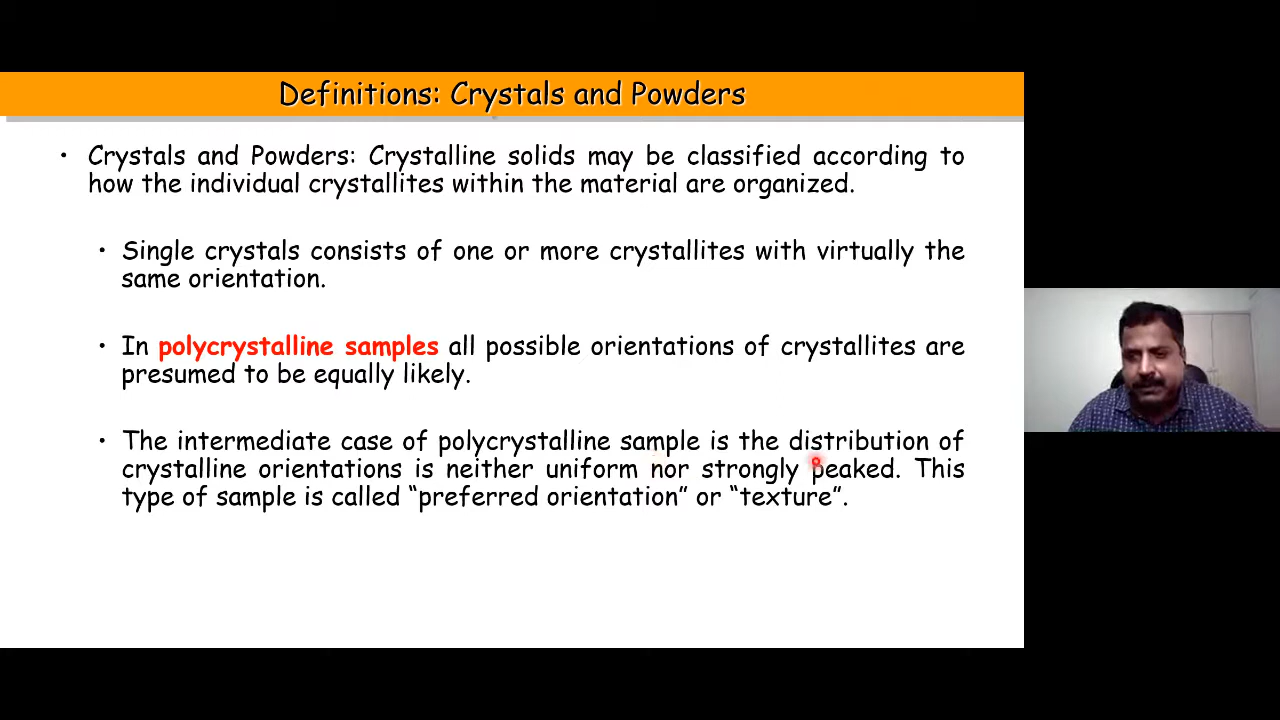 Definitions: Crystals and Powders
• Crystals and Powders: Crystalline solids may be classified according to
how the individual crystallites within the material are organized.
• Single crystals consists of one or more crystallites with virtually the
same orientation.
• In polycrystalline samples all possible orientations of crystallites are
presumed to be equally likely.
• The intermediate case of polycrystalline sample is the distribution of
crystalline orientations is neither uniform nor strongly peaked. This
type of sample is called “preferred orientation” or “texture”.